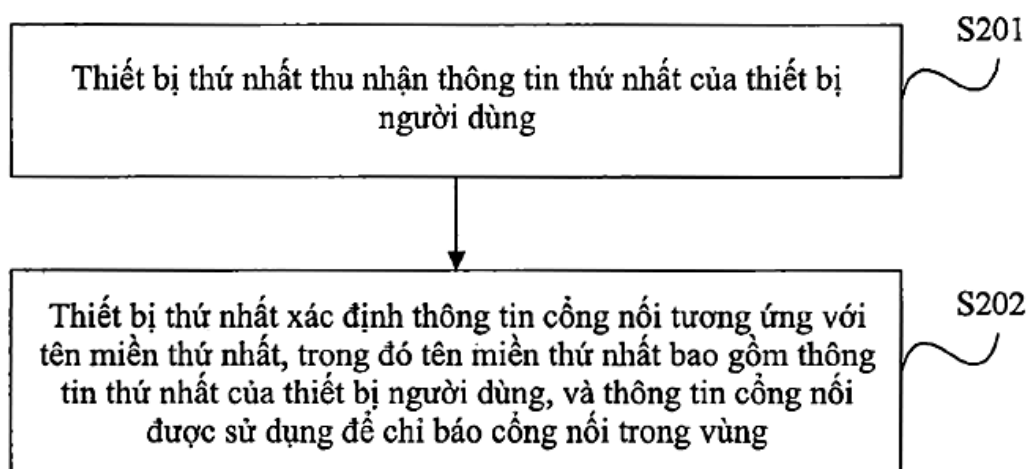 S201
Thiết bị thứ nhất thu nhận thông tin thứ nhất của thiết bị
người dùng
S202
Thiết bị thứ nhất xác định thông tin cổng nối tương ứng với
tên miền thứ nhất, trong đó tên miền thứ nhất bao gồm thông
tin thứ nhất của thiết bị người dùng, và thông tin cổng nối
được sử dụng để chỉ báo cổng nối trong vùng